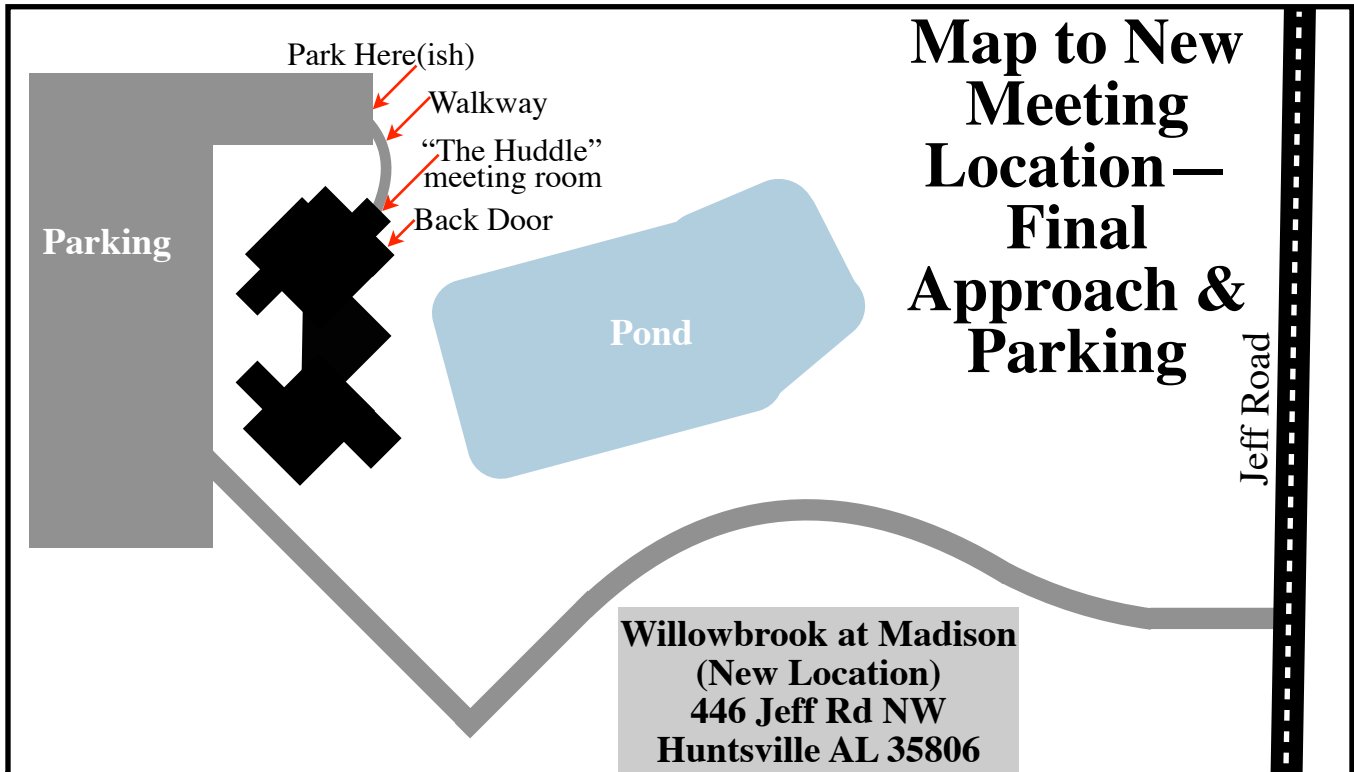 Map to New
Meeting
Location—
Final
Approach &
Parking
Park Here(ish)
Walkway
“The Huddle”
meeting room
Back Door
Parking
Pond
Jeff Road
Willowbrook at Madison
(New Location)
446 Jeff Rd NW
Huntsville AL 35806